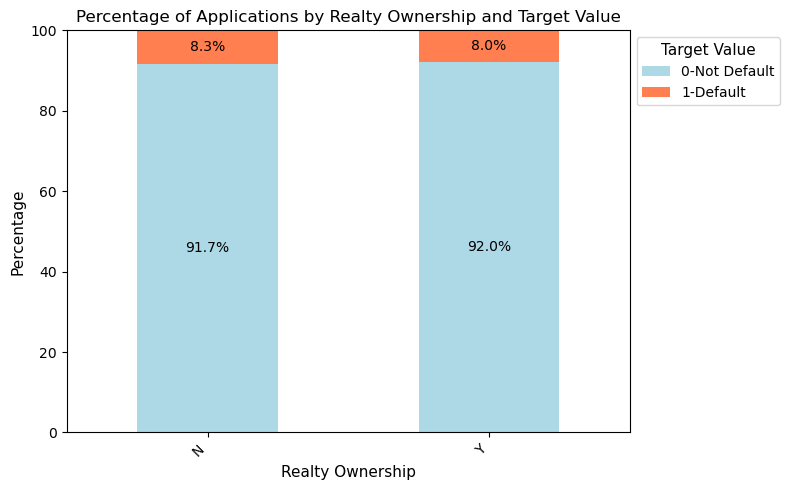 Percentage of Applications by Realty Ownership and Target Value
100
80
60
40
20
0
Percentage
8.3%
8.0%
91.7%
92.0%
N
Y
Realty Ownership
Target Value
0-Not Default
1-Default